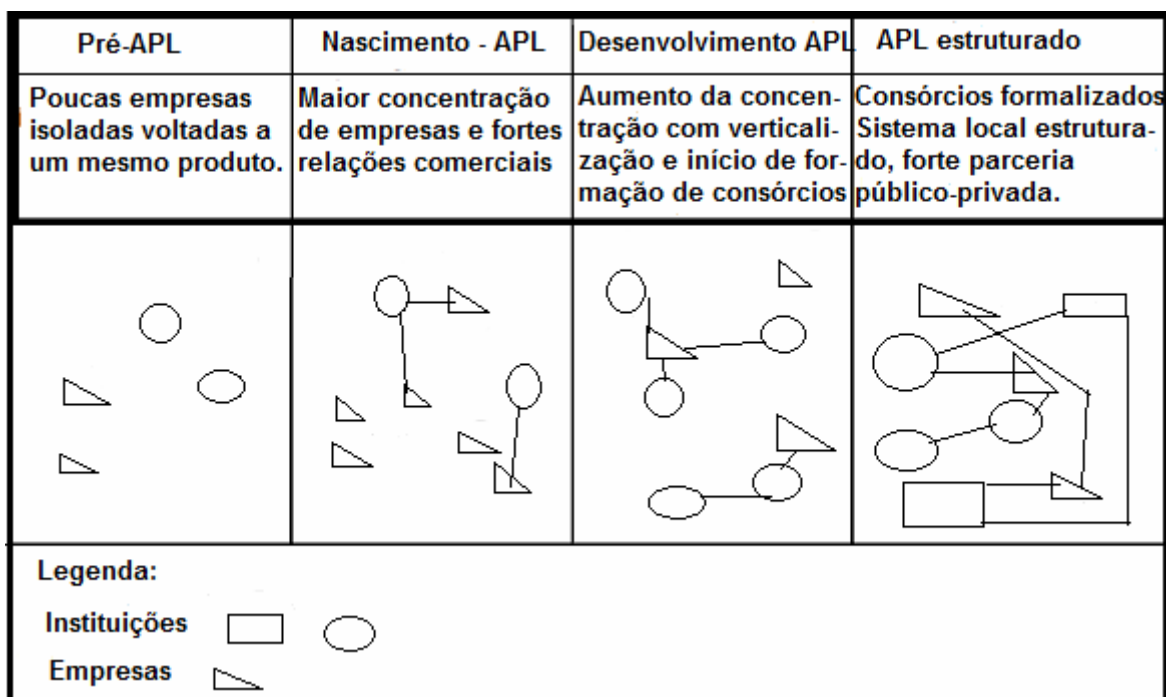 Pré-APL
Nascimento - APL
Desenvolvimento APL
APL estruturado
Poucas empresas
isoladas voltadas a
um mesmo produto.
Maior concentração
de empresas e fortes
relações comerciais
Aumento da concen-
tração com verticali-
zação e início de for-
mação de consórcios
Consórcios formalizados
Sistema local estrutura-
do, forte parceria
público-privada.
Legenda:
Instituições
Empresas